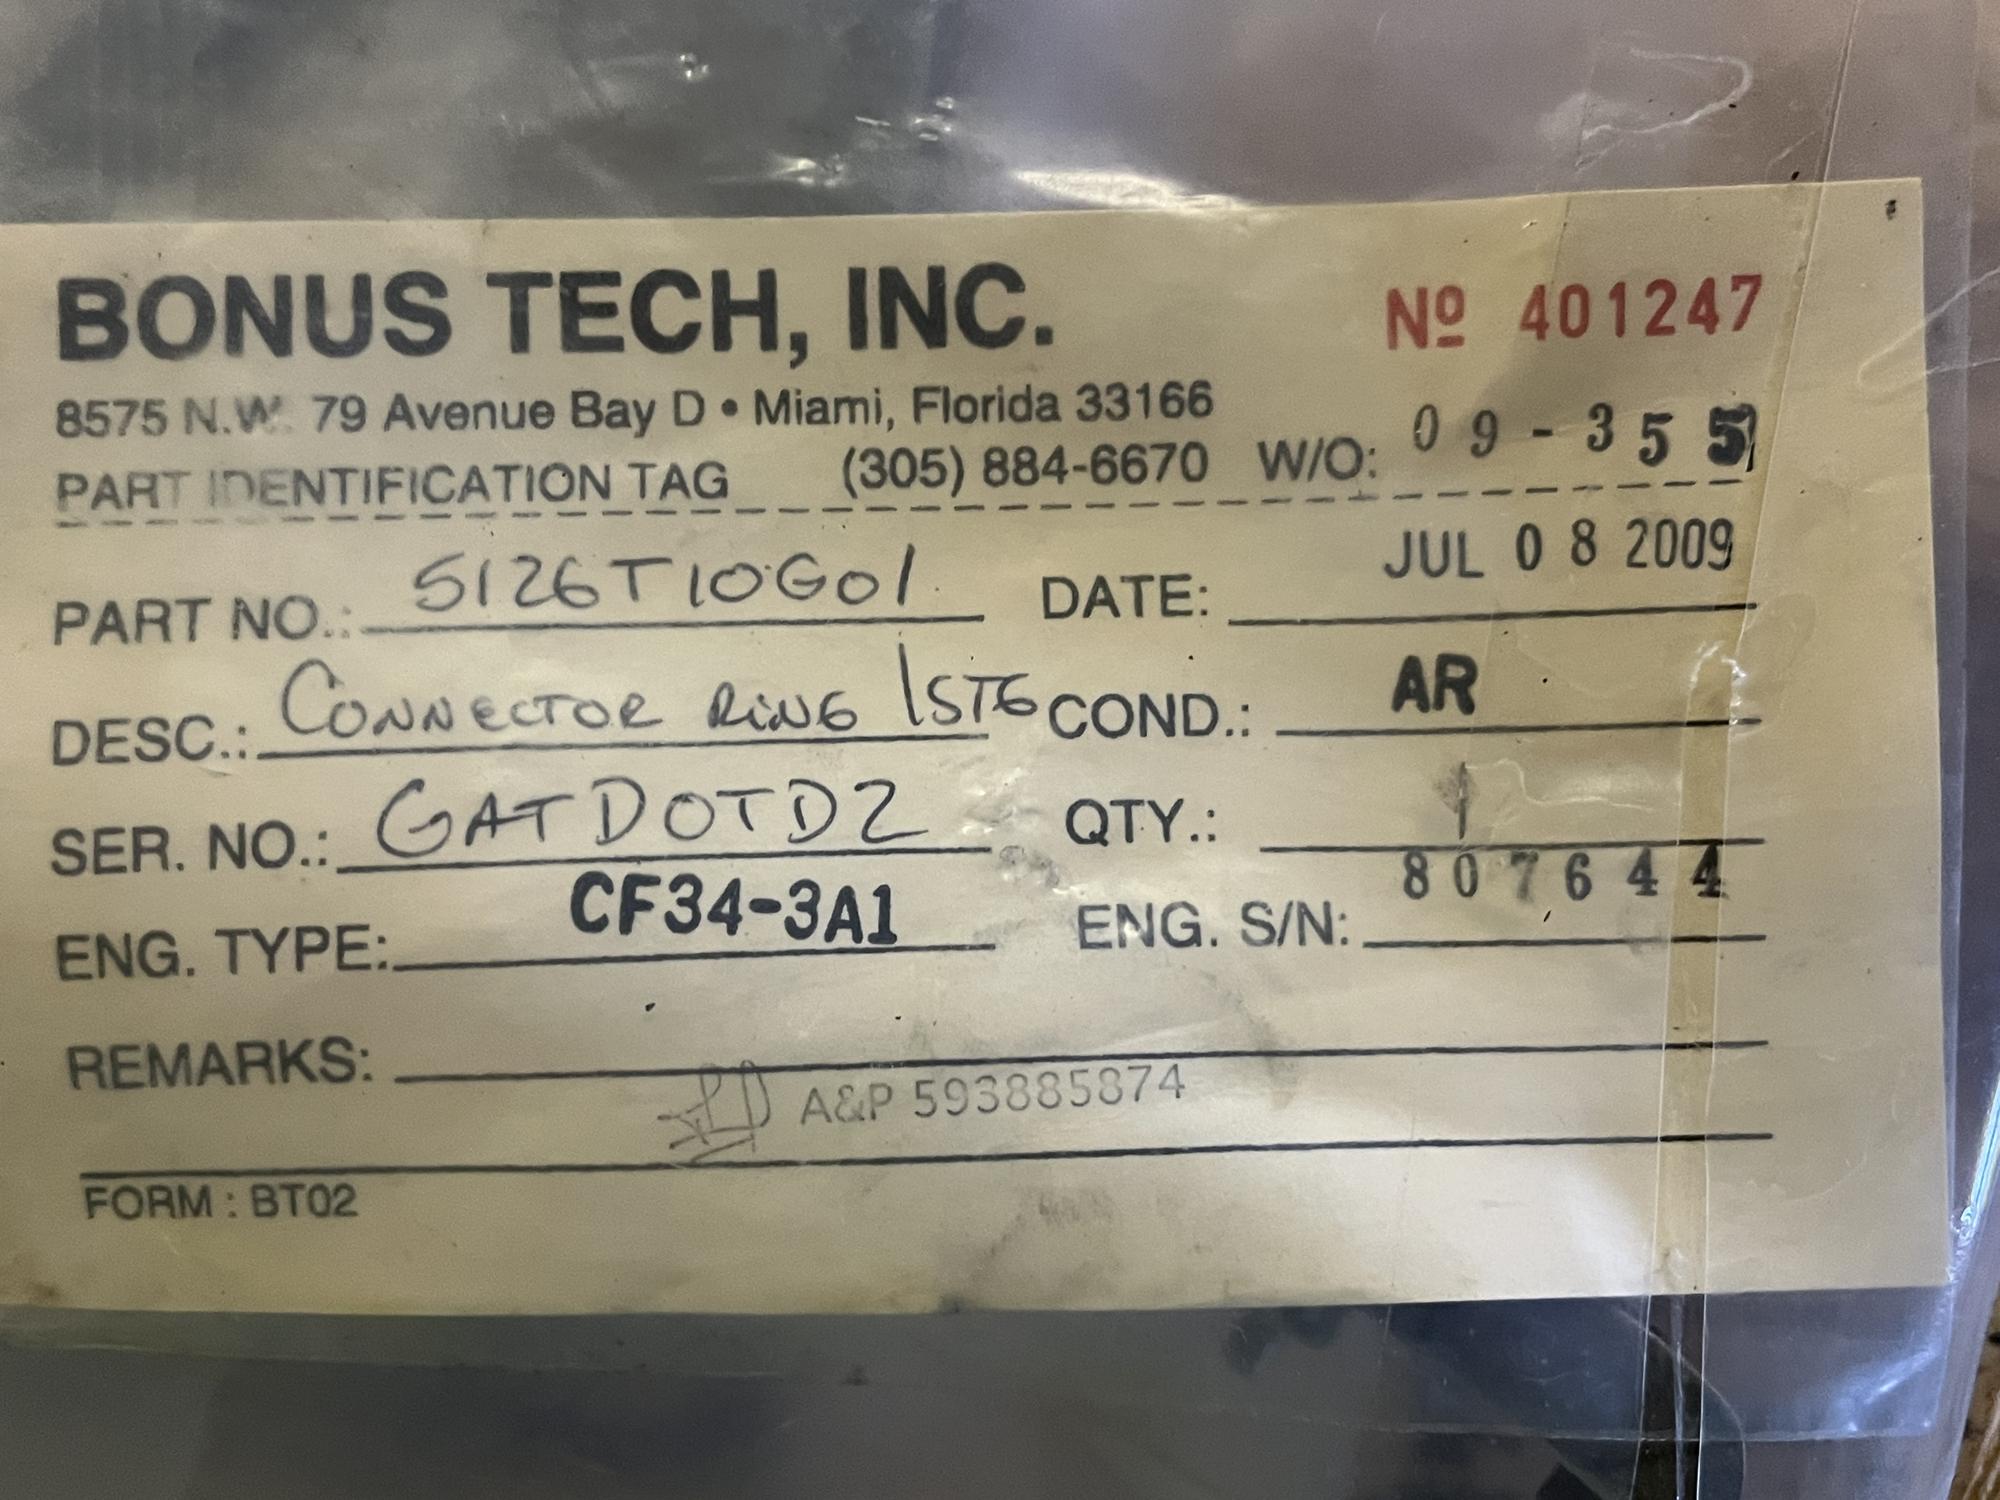 BONUS TECH, INC. Nº 401247
8575 N.W. 79 Avenue Bay D • Miami, Florida 33166
PART IDENTIFICATION TAG (305) 884-6670 W/O: 09-355
PART NO.: 5126T10G01 DATE: JUL 08 2009
DESC.: CONNECTOR RING 1STG COND.: AR
SER. NO.: GATDOTD2 QTY.: 1
ENG. TYPE: CF34-3A1 ENG. S/N: 807644
REMARKS:
A&P 593885874
FORM : BT02